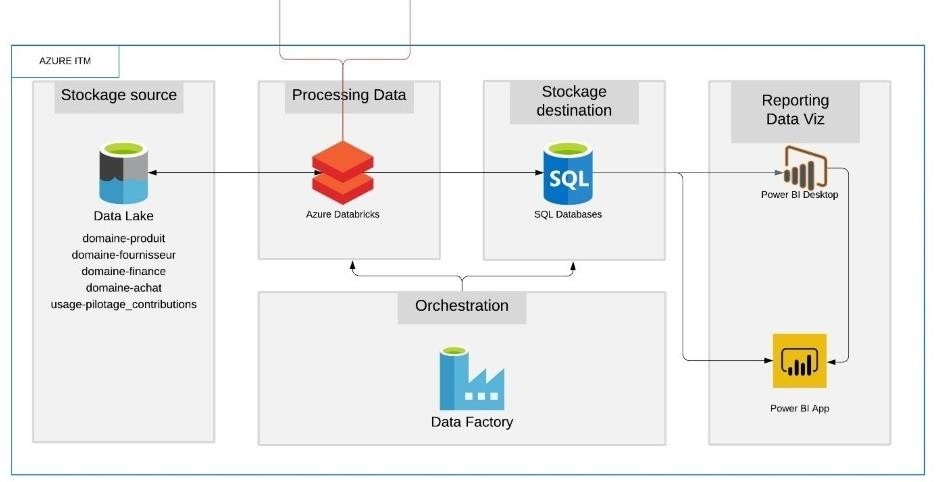 AZURE ITM
Stockage source
Data Lake
domaine-produit
domaine-fournisseur
domaine-finance
domaine-achat
usage-pilotage_contributions
Processing Data
Azure Databricks
Stockage
destination
SQL
SQL Databases
Reporting
Data Viz
Power BI Desktop
Power BI App
Orchestration
Data Factory